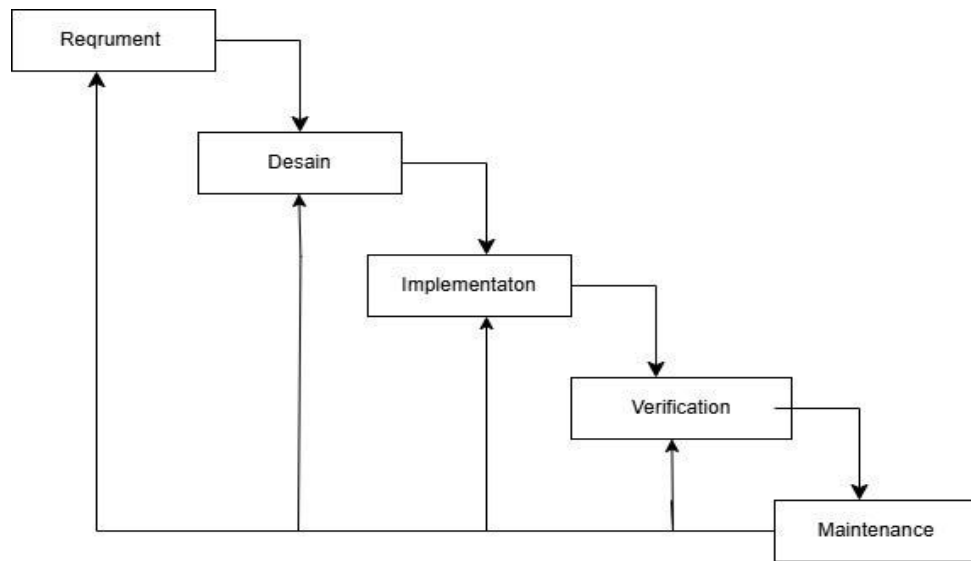 Reqrument
Desain
Implementaton
Verification
Maintenance